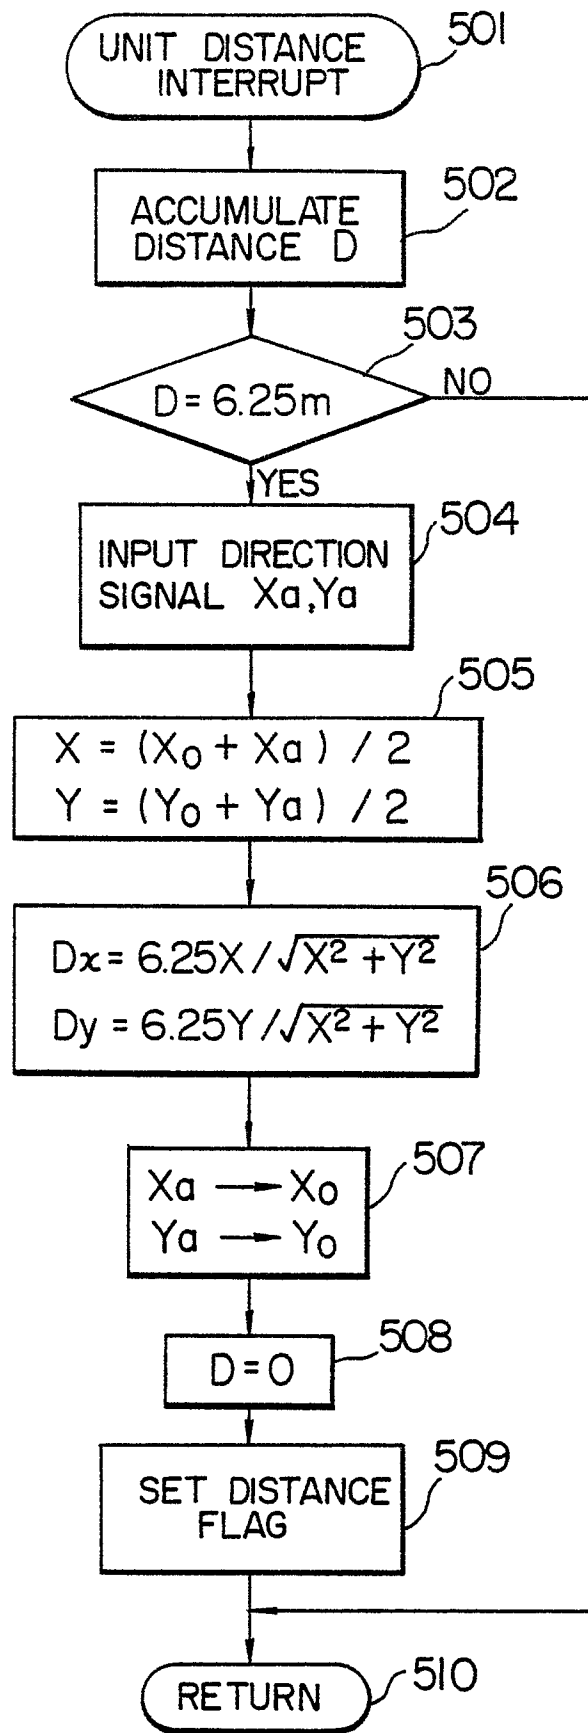 UNIT DISTANCE
INTERRUPT
501
ACCUMULATE
DISTANCE D
502
D = 6.25m
503
NO
YES
INPUT DIRECTION
SIGNAL Xa, Ya
504
505
X = (X₀ + Xa) / 2
Y = (Y₀ + Ya) / 2
506
Dx = 6.25X / √X² + Y²
Dy = 6.25Y / √X² + Y²
507
Xa → X₀
Ya → Y₀
508
D = 0
509
SET DISTANCE
FLAG
RETURN
510